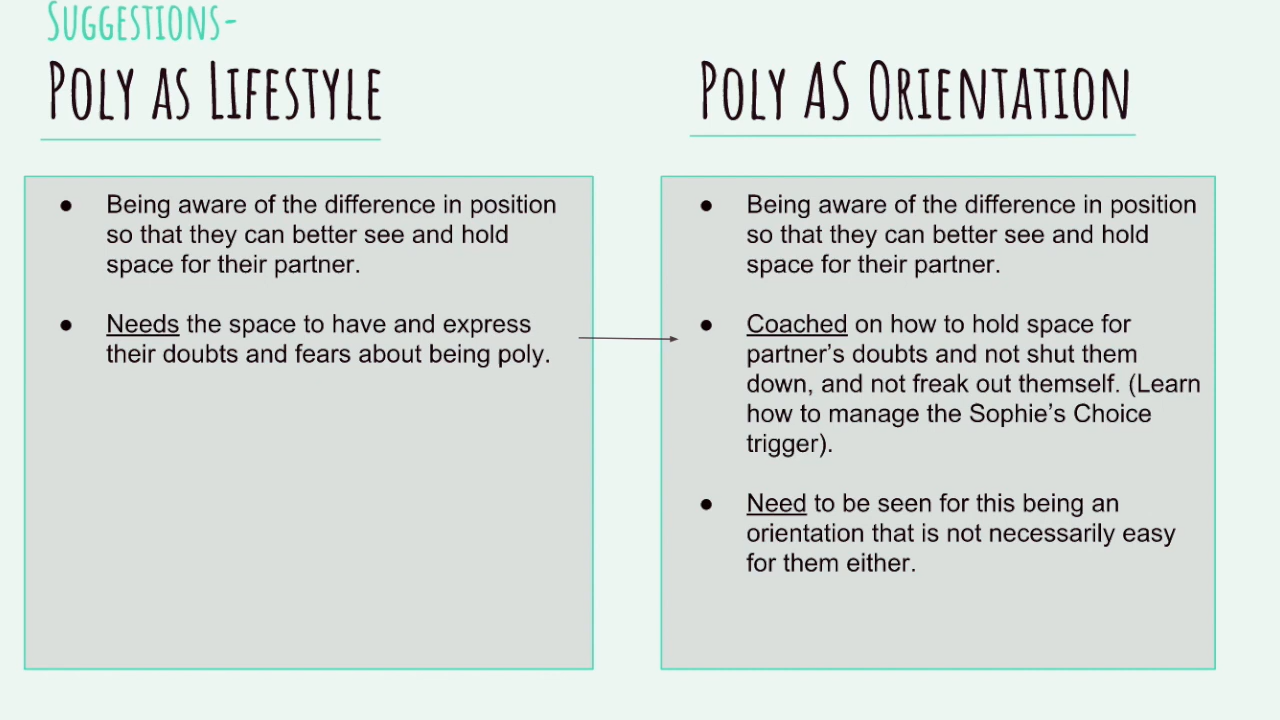 Suggestions-
Poly as Lifestyle
● Being aware of the difference in position
so that they can better see and hold
space for their partner.
● Needs the space to have and express
their doubts and fears about being poly.
Poly AS Orientation
● Being aware of the difference in position
so that they can better see and hold
space for their partner.
● Coached on how to hold space for
partner’s doubts and not shut them
down, and not freak out themself. (Learn
how to manage the Sophie’s Choice
trigger).
● Need to be seen for this being an
orientation that is not necessarily easy
for them either.